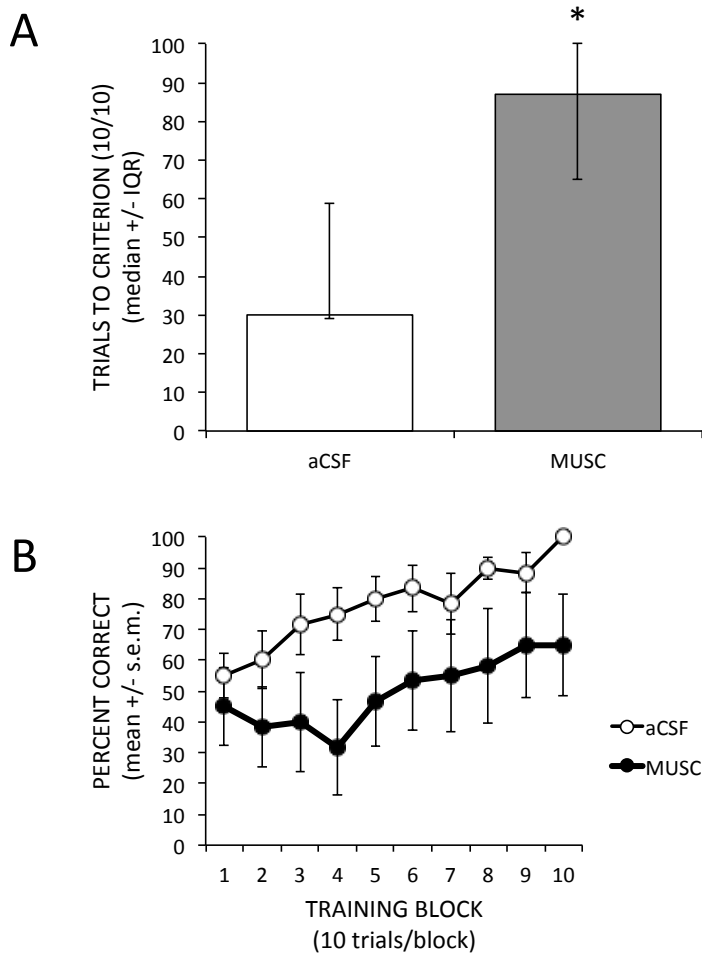 A
*
TRIALS TO CRITERION (10/10)
(median +/- IQR)
100
90
80
70
60
50
40
30
20
10
0
aCSF
MUSC
B
PERCENT CORRECT
(mean +/- s.e.m.)
100
90
80
70
60
50
40
30
20
10
0
1 2 3 4 5 6 7 8 9 10
TRAINING BLOCK
(10 trials/block)
aCSF
MUSC